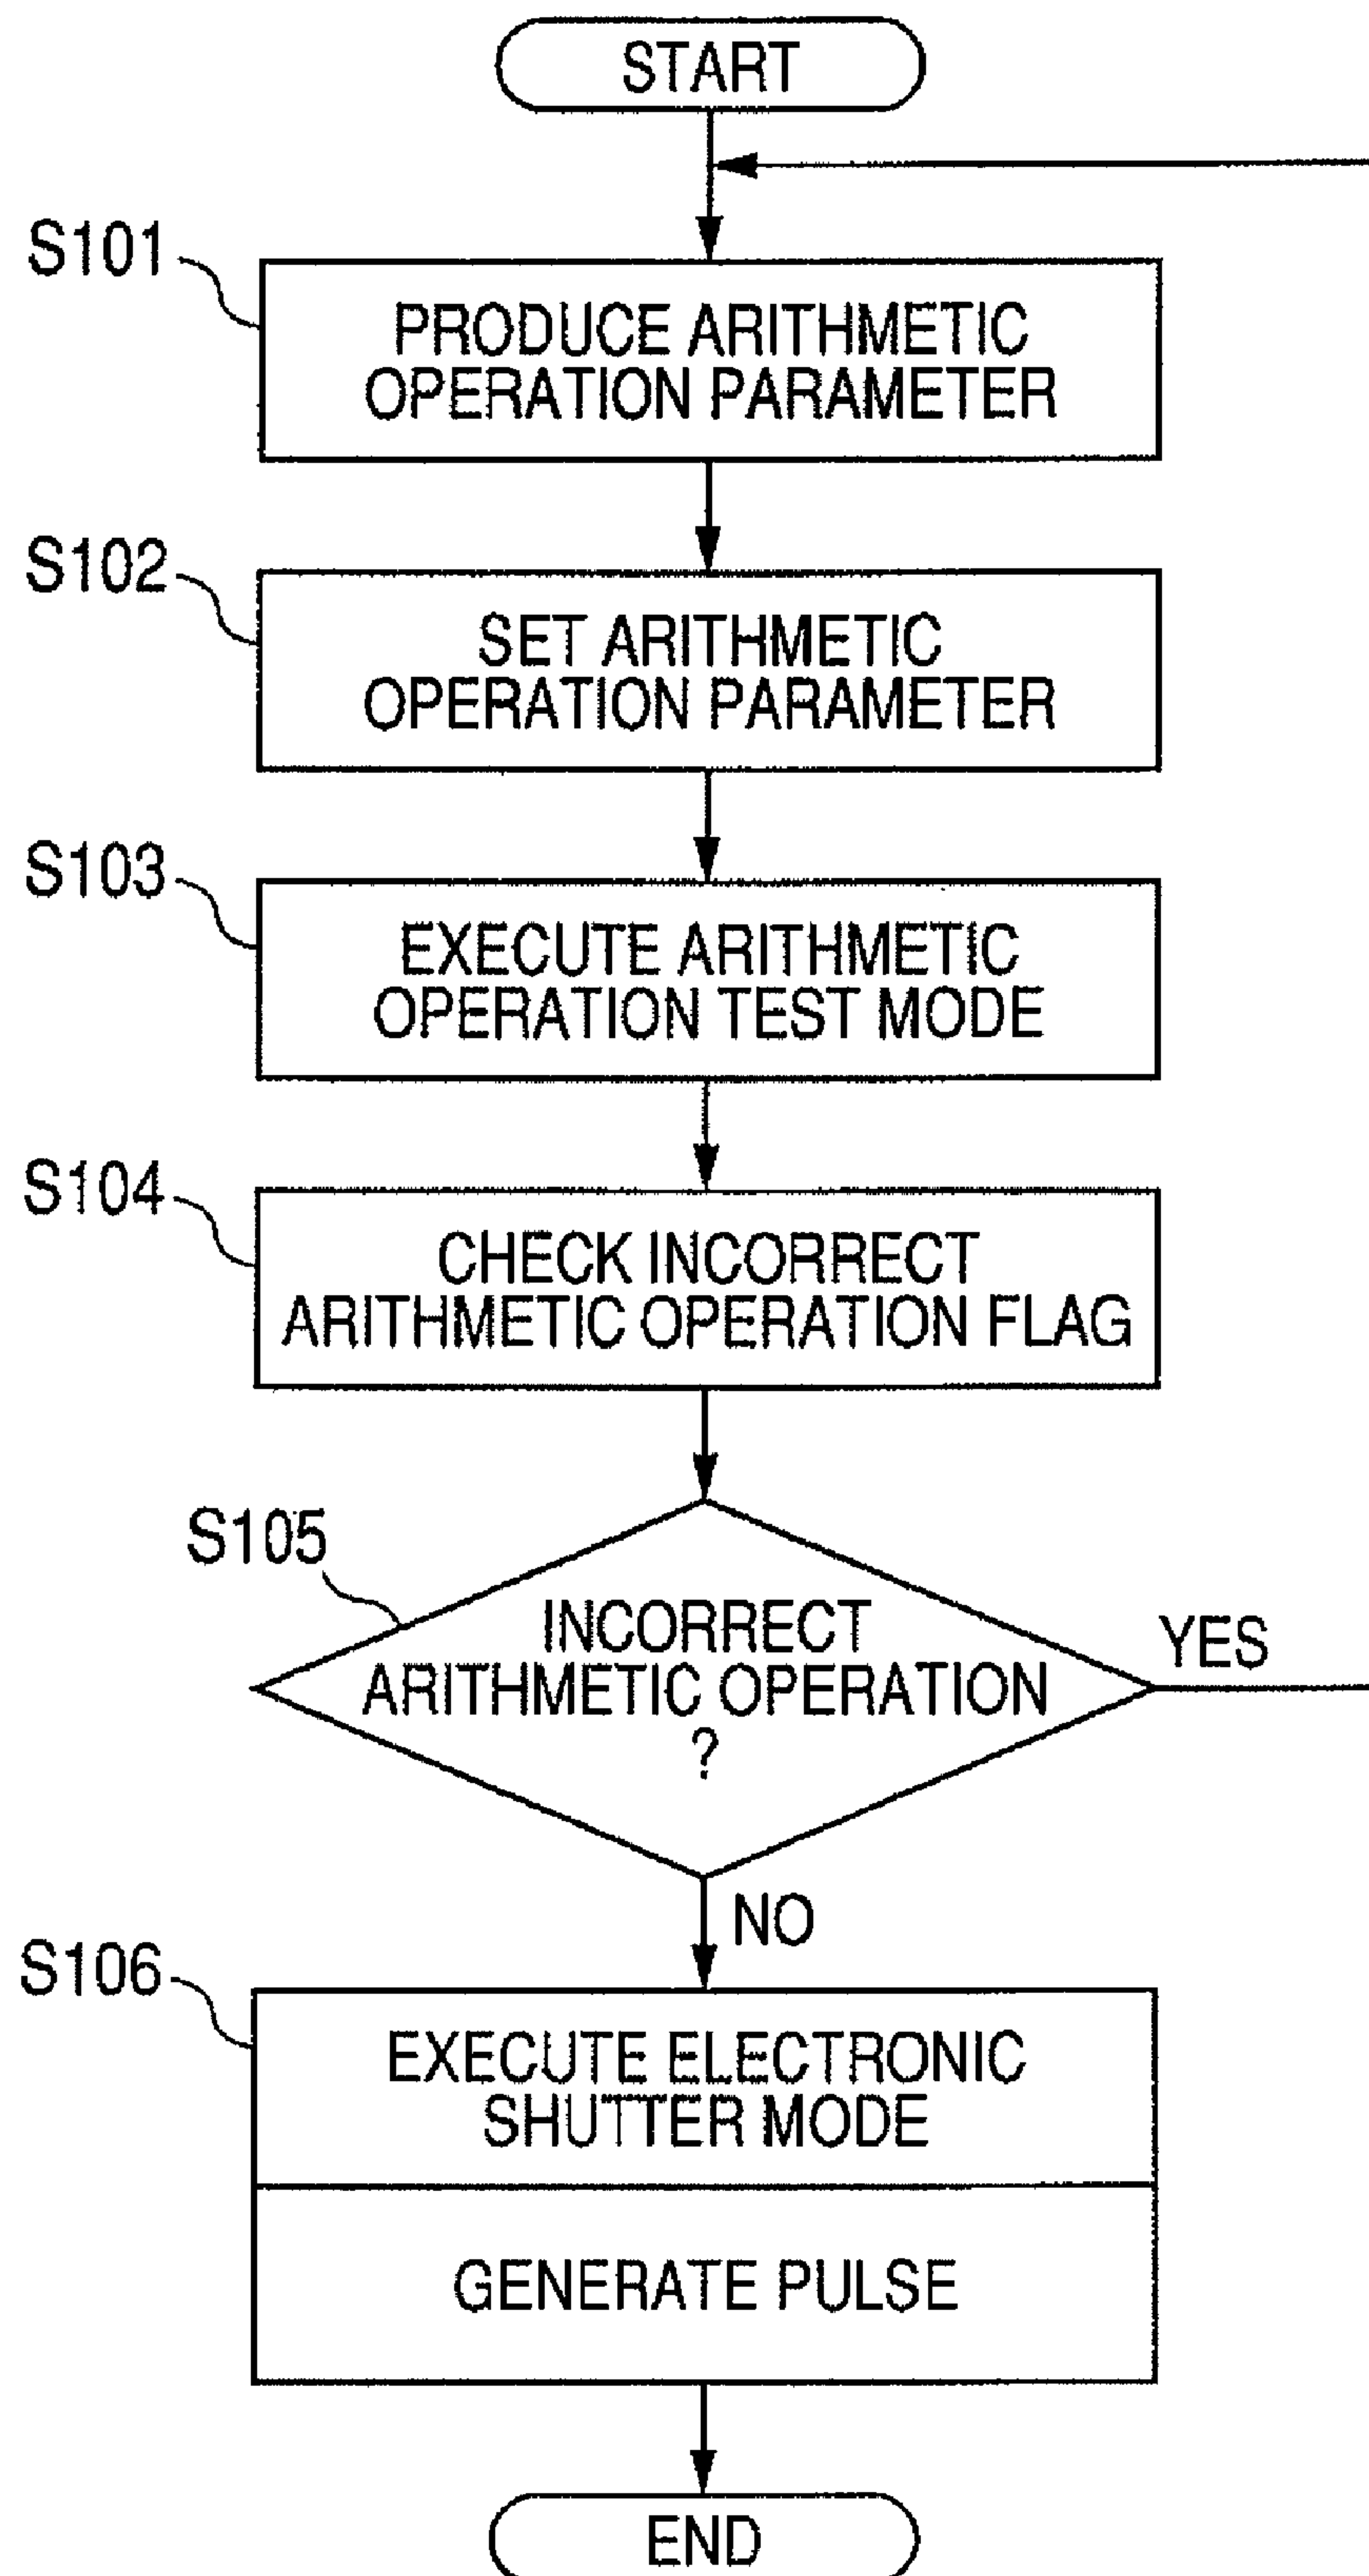 START
S101
PRODUCE ARITHMETIC
OPERATION PARAMETER
S102
SET ARITHMETIC
OPERATION PARAMETER
S103
EXECUTE ARITHMETIC
OPERATION TEST MODE
S104
CHECK INCORRECT
ARITHMETIC OPERATION FLAG
S105
INCORRECT
ARITHMETIC OPERATION
?
YES
NO
S106
EXECUTE ELECTRONIC
SHUTTER MODE
GENERATE PULSE
END